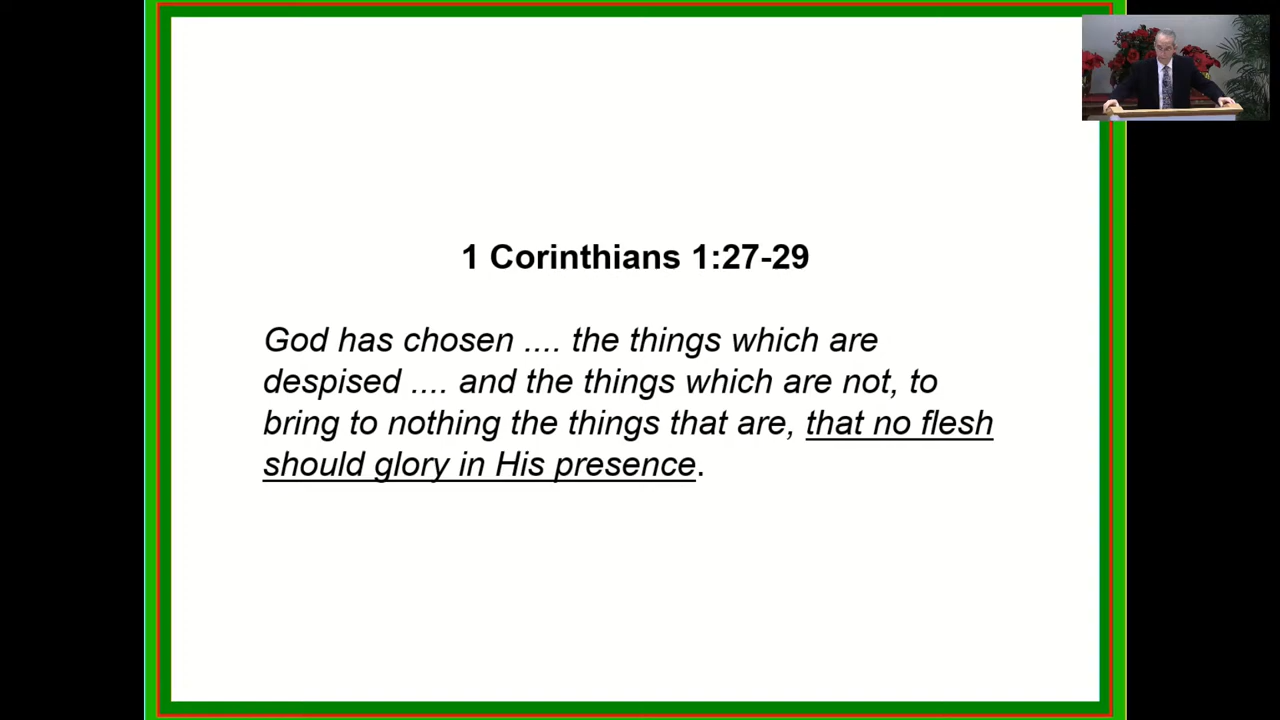 1 Corinthians 1:27-29
God has chosen .... the things which are
despised .... and the things which are not, to
bring to nothing the things that are, that no flesh
should glory in His presence.